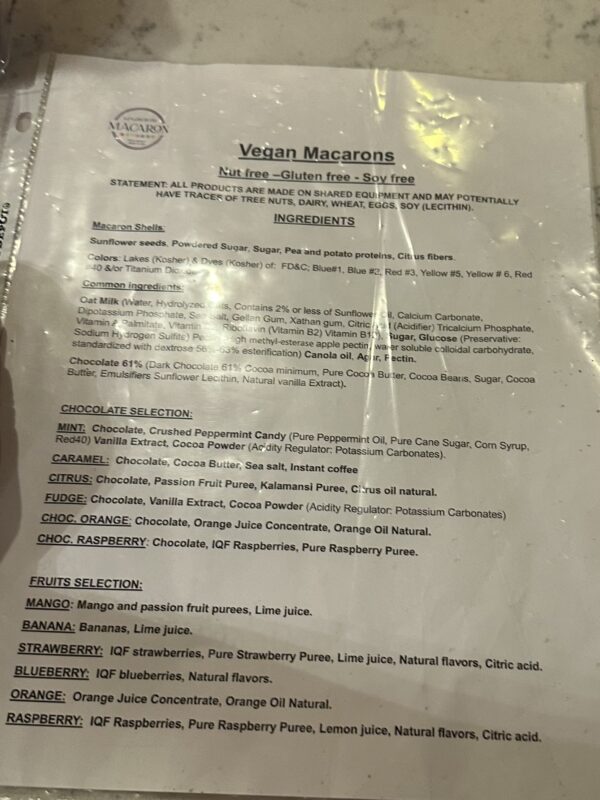 MACARON
Vegan Macarons
Nut free –Gluten free - Soy free
STATEMENT: ALL PRODUCTS ARE MADE ON SHARED EQUIPMENT AND MAY POTENTIALLY
HAVE TRACES OF TREE NUTS, DAIRY, WHEAT, EGGS, SOY (LECITHIN).
INGREDIENTS
Macaron Shells:
Sunflower seeds, Powdered Sugar, Sugar, Pea and potato proteins, Citrus fibers.
Colors: Lakes (Kosher) & Dyes (Kosher) of: FD&C; Blue#1, Blue #2, Red #3, Yellow #5, Yellow # 6, Red
#40 &/or Titanium
Common ingredients:
Oat Milk (Water, Hydrolyzed Oats, Contains 2% or less of Sunflower Oil, Calcium Carbonate,
Dipotassium Phosphate, Sea Salt, Gellan Gum, Xathan gum, Citric Acid (Acidifier) Tricalcium Phosphate,
Vitamin A Palmitate, Vitamin Riboflavin (Vitamin B2) Vitamin B12), Sugar, Glucose (Preservative:
Sodium Hydrogen Sulfite) high methyl-esterase apple pectin, water soluble colloidal carbohydrate,
standardized with dextrose 56%-63% esterification) Canola oil, Agar, Pectin.
Chocolate 61% (Dark Chocolate 61% Cocoa minimum, Pure Cocoa Butter, Cocoa Beans, Sugar, Cocoa
Butter, Emulsifiers Sunflower Lecithin, Natural vanilla Extract).
CHOCOLATE SELECTION:
MINT: Chocolate, Crushed Peppermint Candy (Pure Peppermint Oil, Pure Cane Sugar, Corn Syrup,
Red40) Vanilla Extract, Cocoa Powder (Acidity Regulator: Potassium Carbonates).
CARAMEL: Chocolate, Cocoa Butter, Sea salt, Instant coffee
CITRUS: Chocolate, Passion Fruit Puree, Kalamansi Puree, Citrus oil natural.
FUDGE: Chocolate, Vanilla Extract, Cocoa Powder (Acidity Regulator: Potassium Carbonates)
CHOC. ORANGE: Chocolate, Orange Juice Concentrate, Orange Oil Natural.
CHOC. RASPBERRY: Chocolate, IQF Raspberries, Pure Raspberry Puree.
FRUITS SELECTION:
MANGO: Mango and passion fruit purees, Lime juice.
BANANA: Bananas, Lime juice.
STRAWBERRY: IQF strawberries, Pure Strawberry Puree, Lime juice, Natural flavors, Citric acid.
BLUEBERRY: IQF blueberries, Natural flavors.
ORANGE: Orange Juice Concentrate, Orange Oil Natural.
RASPBERRY: IQF Raspberries, Pure Raspberry Puree, Lemon juice, Natural flavors, Citric acid.